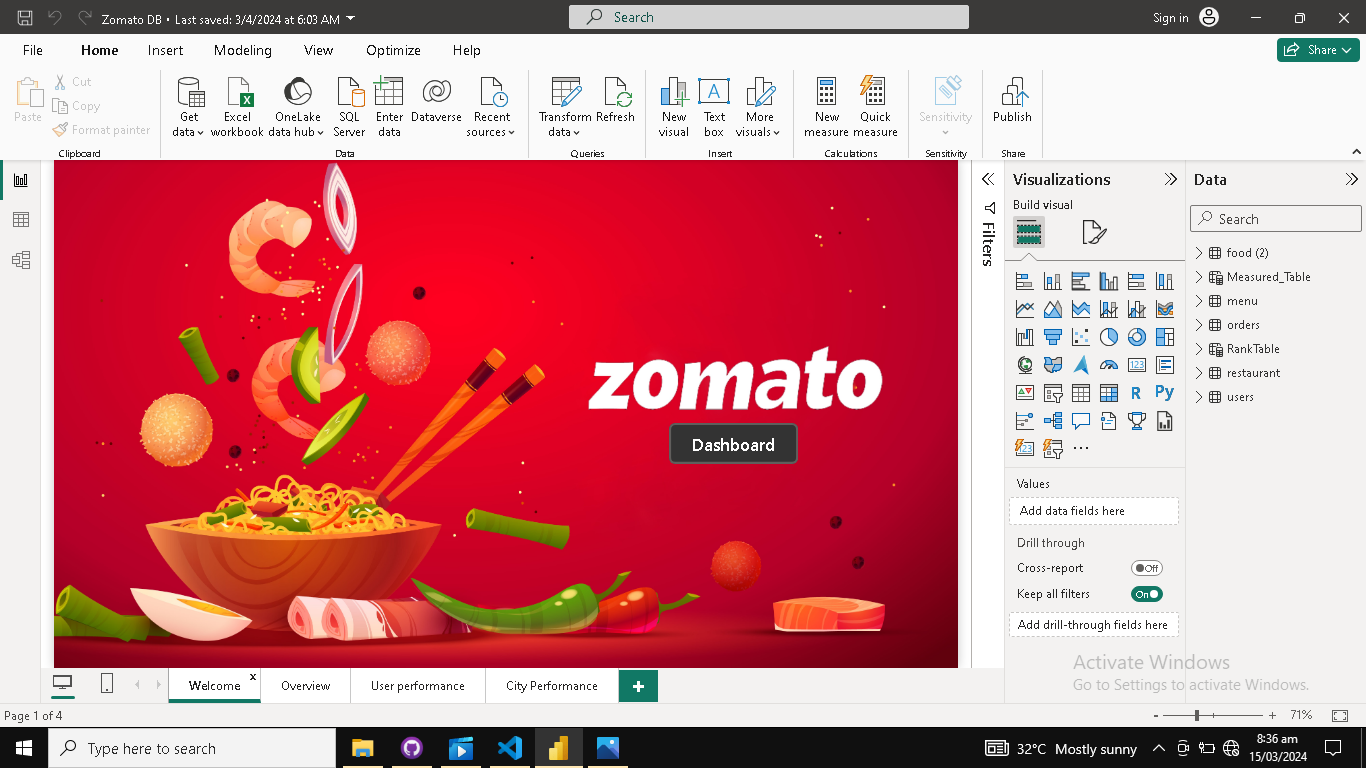 Zomato DB • Last saved: 3/4/2024 at 6:03 AM
Search
Sign in
File Home Insert Modeling View Optimize Help
Share
Paste
Cut
Copy
Format painter
Clipboard
Get data
Excel workbook
OneLake data hub
SQL Server
Enter data
Dataverse
Recent sources
Data
Transform data
Refresh
Queries
New visual
Text box
More visuals
Insert
New measure
Quick measure
Calculations
Sensitivity
Sensitivity
Publish
Share
zomato
Dashboard
Filters
Visualizations
Build visual
123
R
Py
123
Values
Add data fields here
Drill through
Cross-report
Off
Keep all filters
On
Add drill-through fields here
Data
Search
food (2)
Measured_Table
menu
orders
RankTable
restaurant
users
Activate Windows
Go to Settings to activate Windows.
Welcome
x
Overview
User performance
City Performance
+
Page 1 of 4
- + 71%
Type here to search
32°C Mostly sunny
8:36 am
15/03/2024